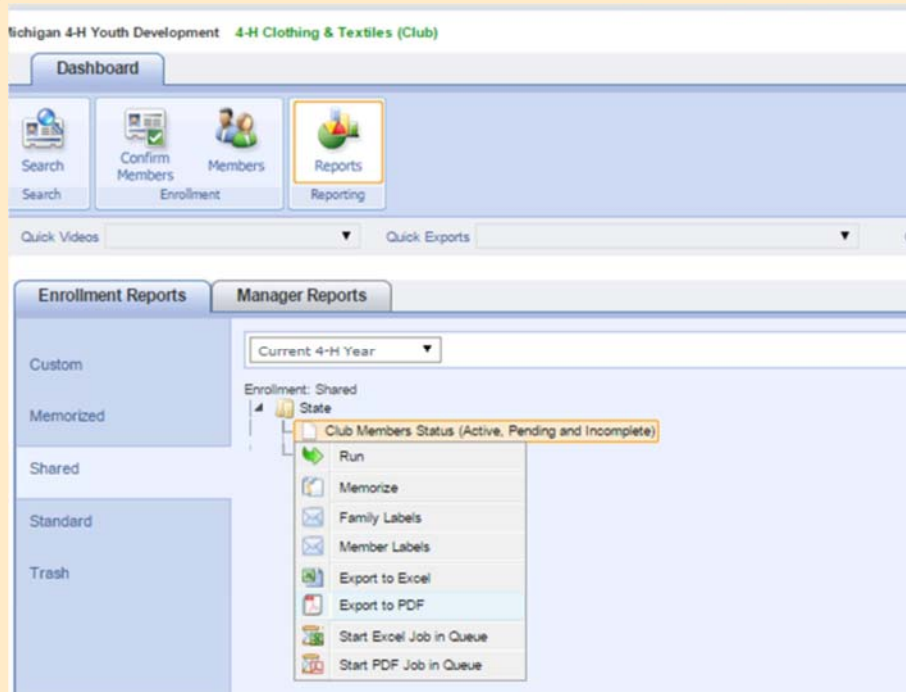 Michigan 4-H Youth Development 4-H Clothing & Textiles (Club)
Dashboard
Search
Confirm Members
Members
Reports
Search
Enrollment
Reporting
Quick Videos
Quick Exports
Enrollment Reports
Manager Reports
Custom
Memorized
Shared
Standard
Trash
Current 4-H Year
Enrollment: Shared
State
Club Members Status (Active, Pending and Incomplete)
Run
Memorize
Family Labels
Member Labels
Export to Excel
Export to PDF
Start Excel Job in Queue
Start PDF Job in Queue